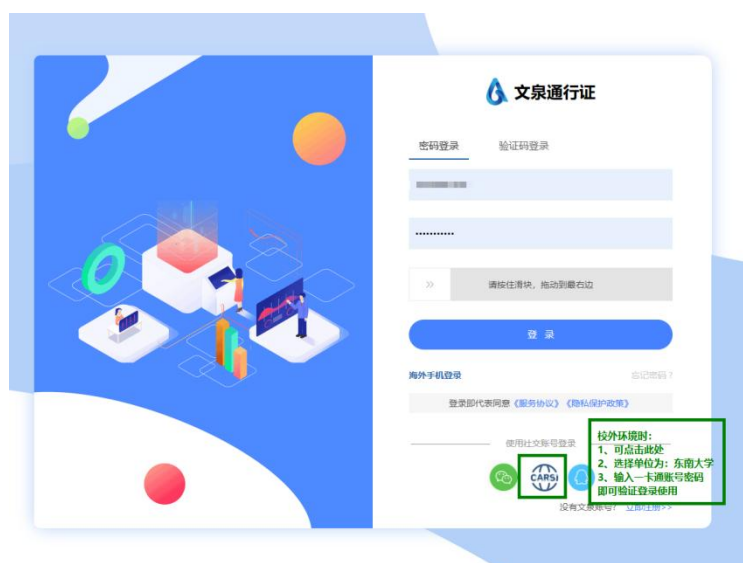 文泉通行证
密码登录 验证码登录
•••••••••••
>> 请按住滑块，拖动到最右边
登 录
海外手机登录 忘记密码？
登录即代表同意《服务协议》《隐私保护政策》
使用社交账号登录
校外环境时：
1、可点击此处
2、选择单位为：东南大学
3、输入一卡通账号密码
即可验证登录使用
CARSI
没有文泉账号？ 立即注册>>